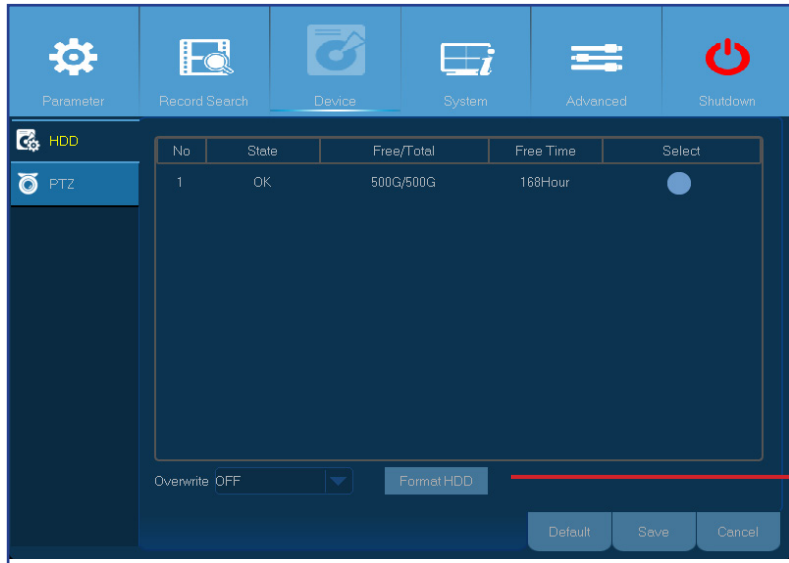 Parameter Record Search Device System Advanced Shutdown
HDD
PTZ
No State Free/Total Free Time Select
1 OK 500G/500G 168Hour
Overwrite OFF Format HDD
Default Save Cancel